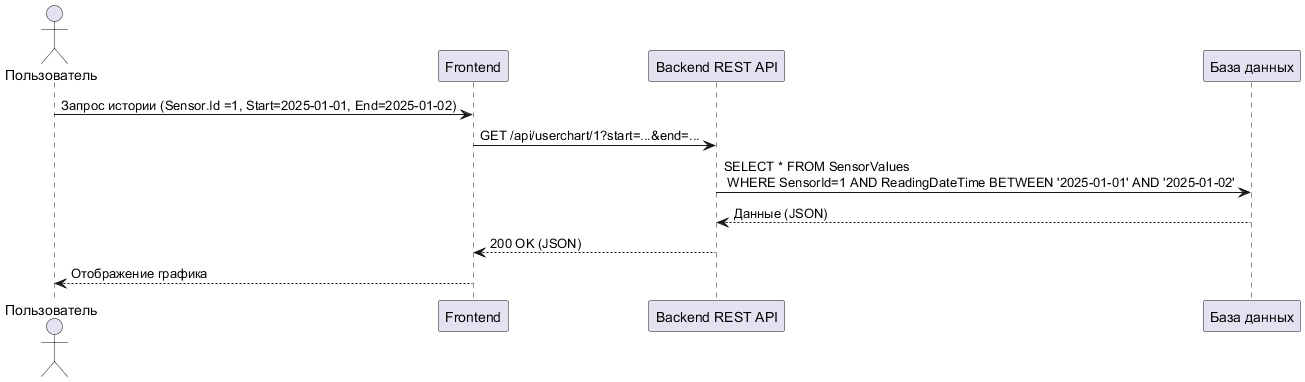 Пользователь
Frontend
Backend REST API
База данных
Запрос истории (Sensor.Id =1, Start=2025-01-01, End=2025-01-02)
GET /api/userchart/1?start=...&end=...
SELECT * FROM SensorValues
WHERE SensorId=1 AND ReadingDateTime BETWEEN '2025-01-01' AND '2025-01-02'
Данные (JSON)
200 OK (JSON)
Отображение графика
Пользователь
Frontend
Backend REST API
База данных